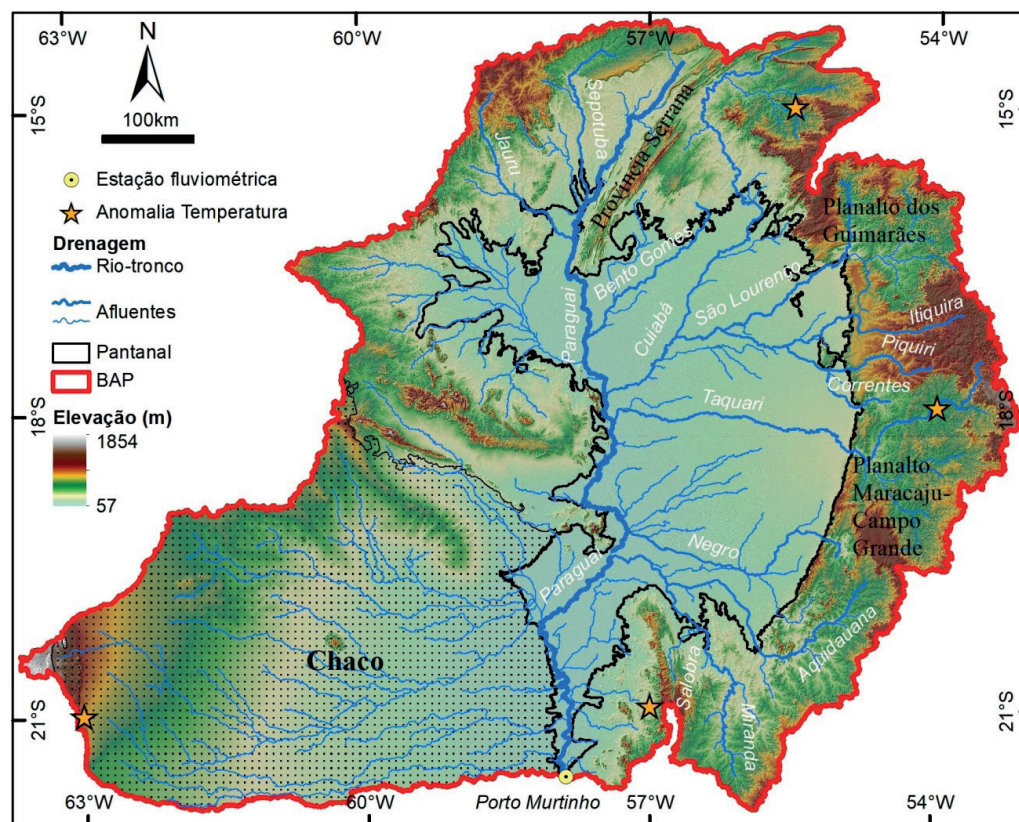 63°W
60°W
57°W
54°W
N
100km
15°S
15°S
Estação fluviométrica
Anomalia Temperatura
Drenagem
Rio-tronco
Afluentes
Pantanal
BAP
Elevação (m)
1854
57
18°S
18°S
Jauru
Sepotuba
Província Serrana
Planalto dos
Guimarães
Bento Gomes
Cuiabá
São Lourenço
Paraguai
Itiquira
Piquiri
Correntes
Taquari
Planalto
Maracaju-
Campo
Grande
Negro
Paraguai
Aquidauana
Salobra
Miranda
Chaco
21°S
21°S
Porto Murtinho
63°W
60°W
57°W
54°W